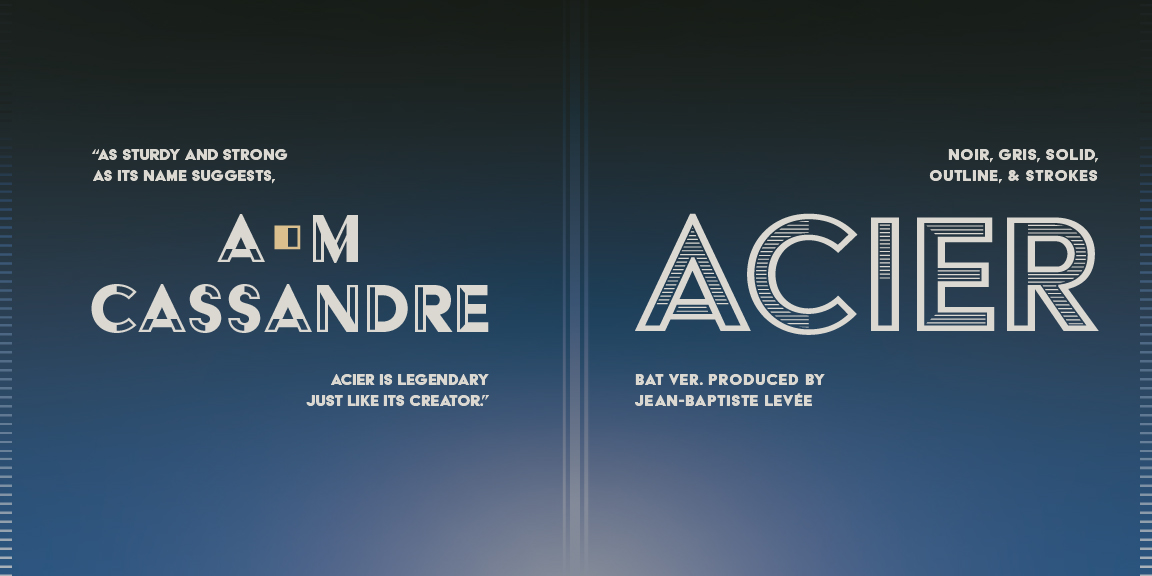 “AS STURDY AND STRONG
AS ITS NAME SUGGESTS,
A M
CASSANDRE
ACIER IS LEGENDARY
JUST LIKE ITS CREATOR.”
NOIR, GRIS, SOLID,
OUTLINE, & STROKES
ACIER
BAT VER. PRODUCED BY
JEAN-BAPTISTE LEVÉE